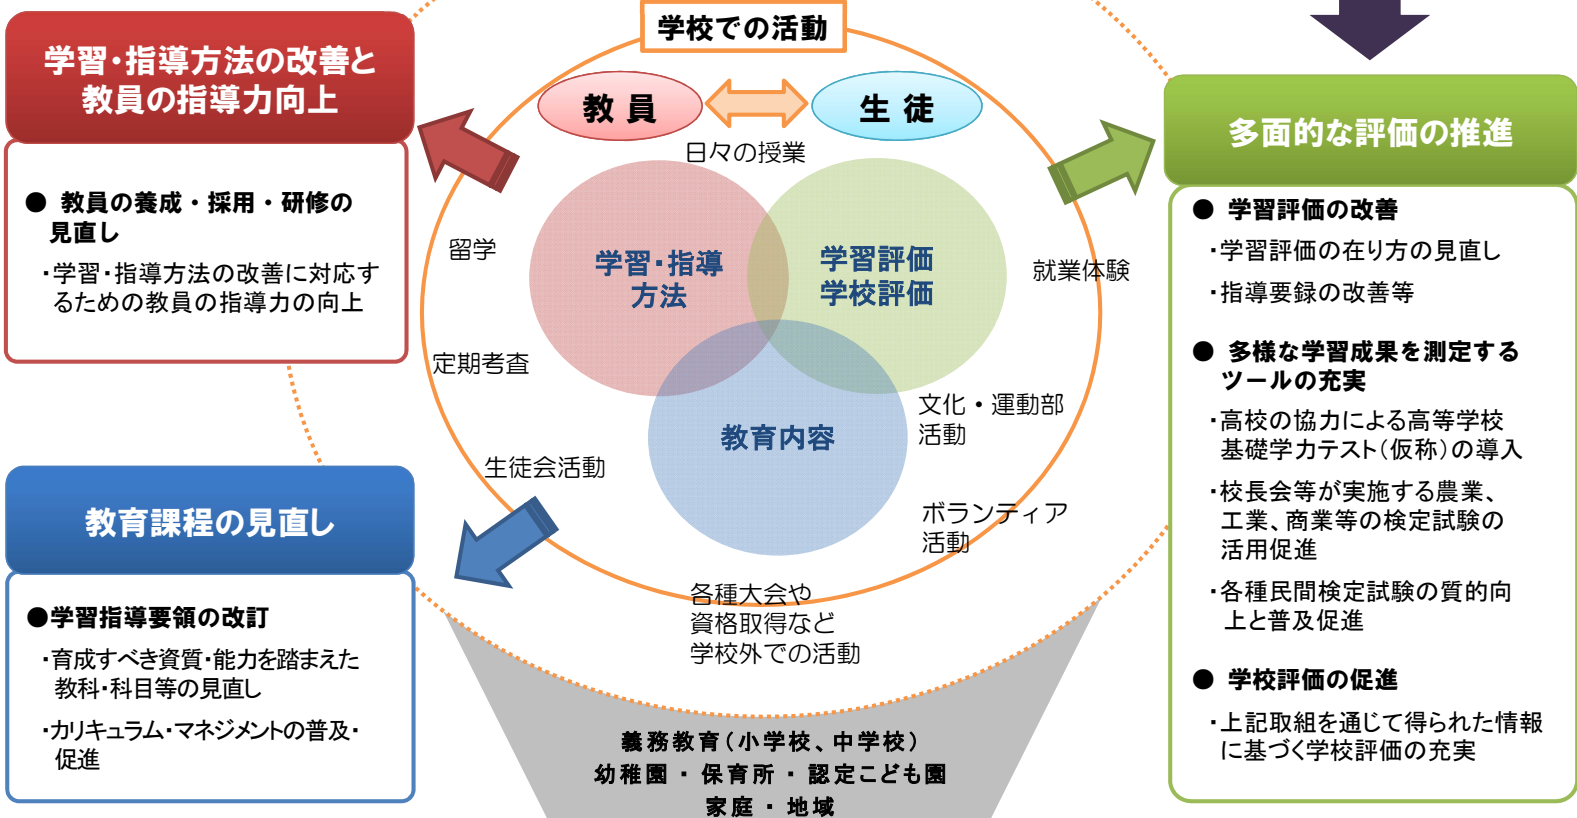 学校での活動
学習・指導方法の改善と
教員の指導力向上
● 教員の養成・採用・研修の
見直し
・学習・指導方法の改善に対応す
るための教員の指導力の向上
教育課程の見直し
●学習指導要領の改訂
・育成すべき資質・能力を踏まえた
教科・科目等の見直し
・カリキュラム・マネジメントの普及・
促進
教員
生徒
日々の授業
学習・指導
方法
学習評価
学校評価
教育内容
留学
定期考査
生徒会活動
就業体験
文化・運動部
活動
ボランティア
活動
各種大会や
資格取得など
学校外での活動
義務教育（小学校、中学校）
幼稚園・保育所・認定こども園
家庭・地域
多面的な評価の推進
● 学習評価の改善
・学習評価の在り方の見直し
・指導要録の改善等
● 多様な学習成果を測定する
ツールの充実
・高校の協力による高等学校
基礎学力テスト（仮称）の導入
・校長会等が実施する農業、
工業、商業等の検定試験の
活用促進
・各種民間検定試験の質的向
上と普及促進
● 学校評価の促進
・上記取組を通じて得られた情報
に基づく学校評価の充実